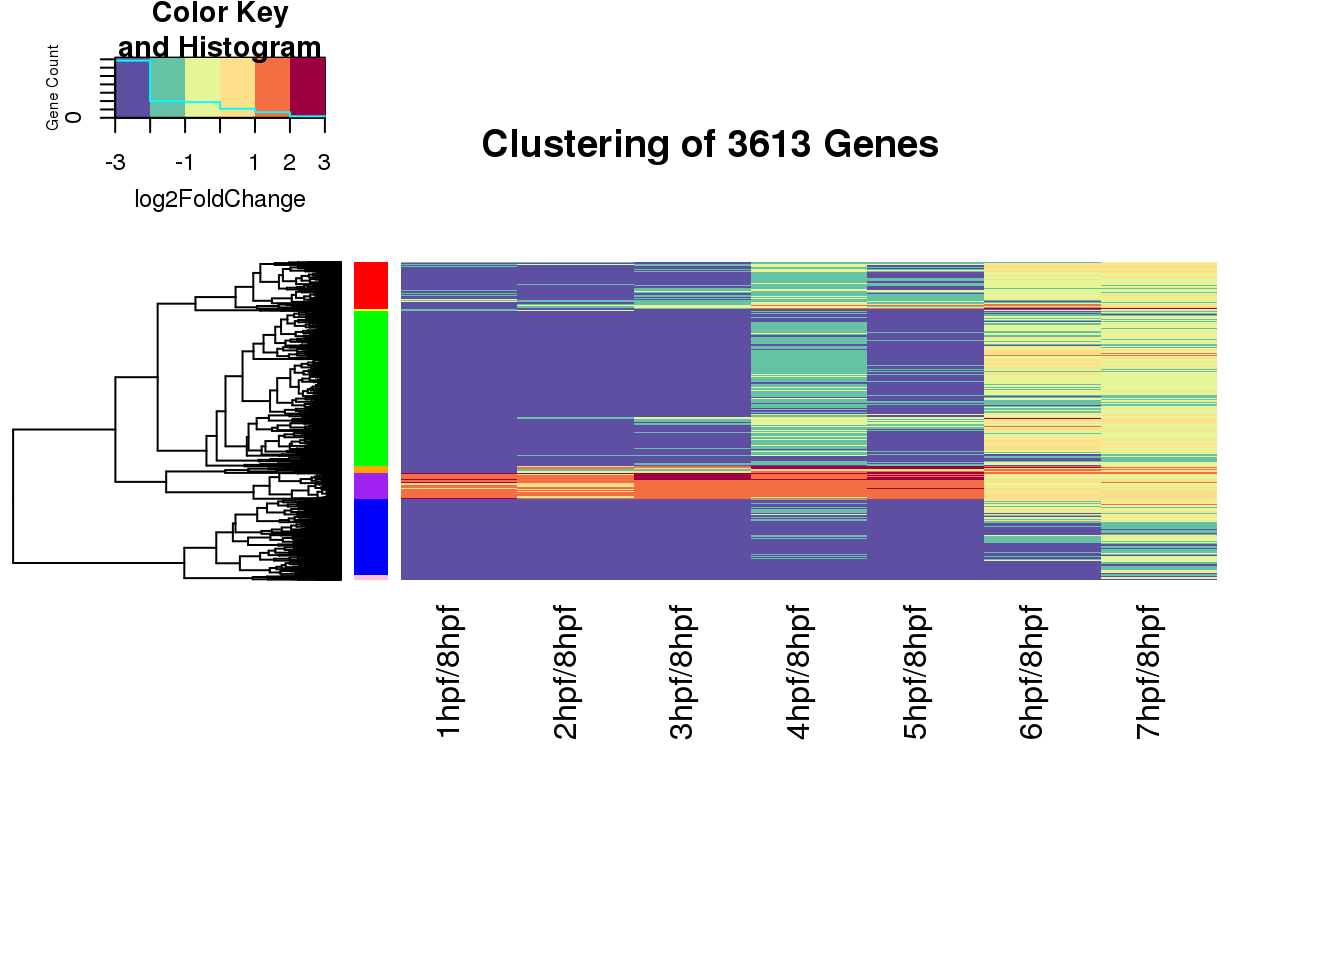 Color Key
and Histogram
Gene Count
0
-3 -1 1 2 3
log2FoldChange
Clustering of 3613 Genes
1hpf/8hpf
2hpf/8hpf
3hpf/8hpf
4hpf/8hpf
5hpf/8hpf
6hpf/8hpf
7hpf/8hpf